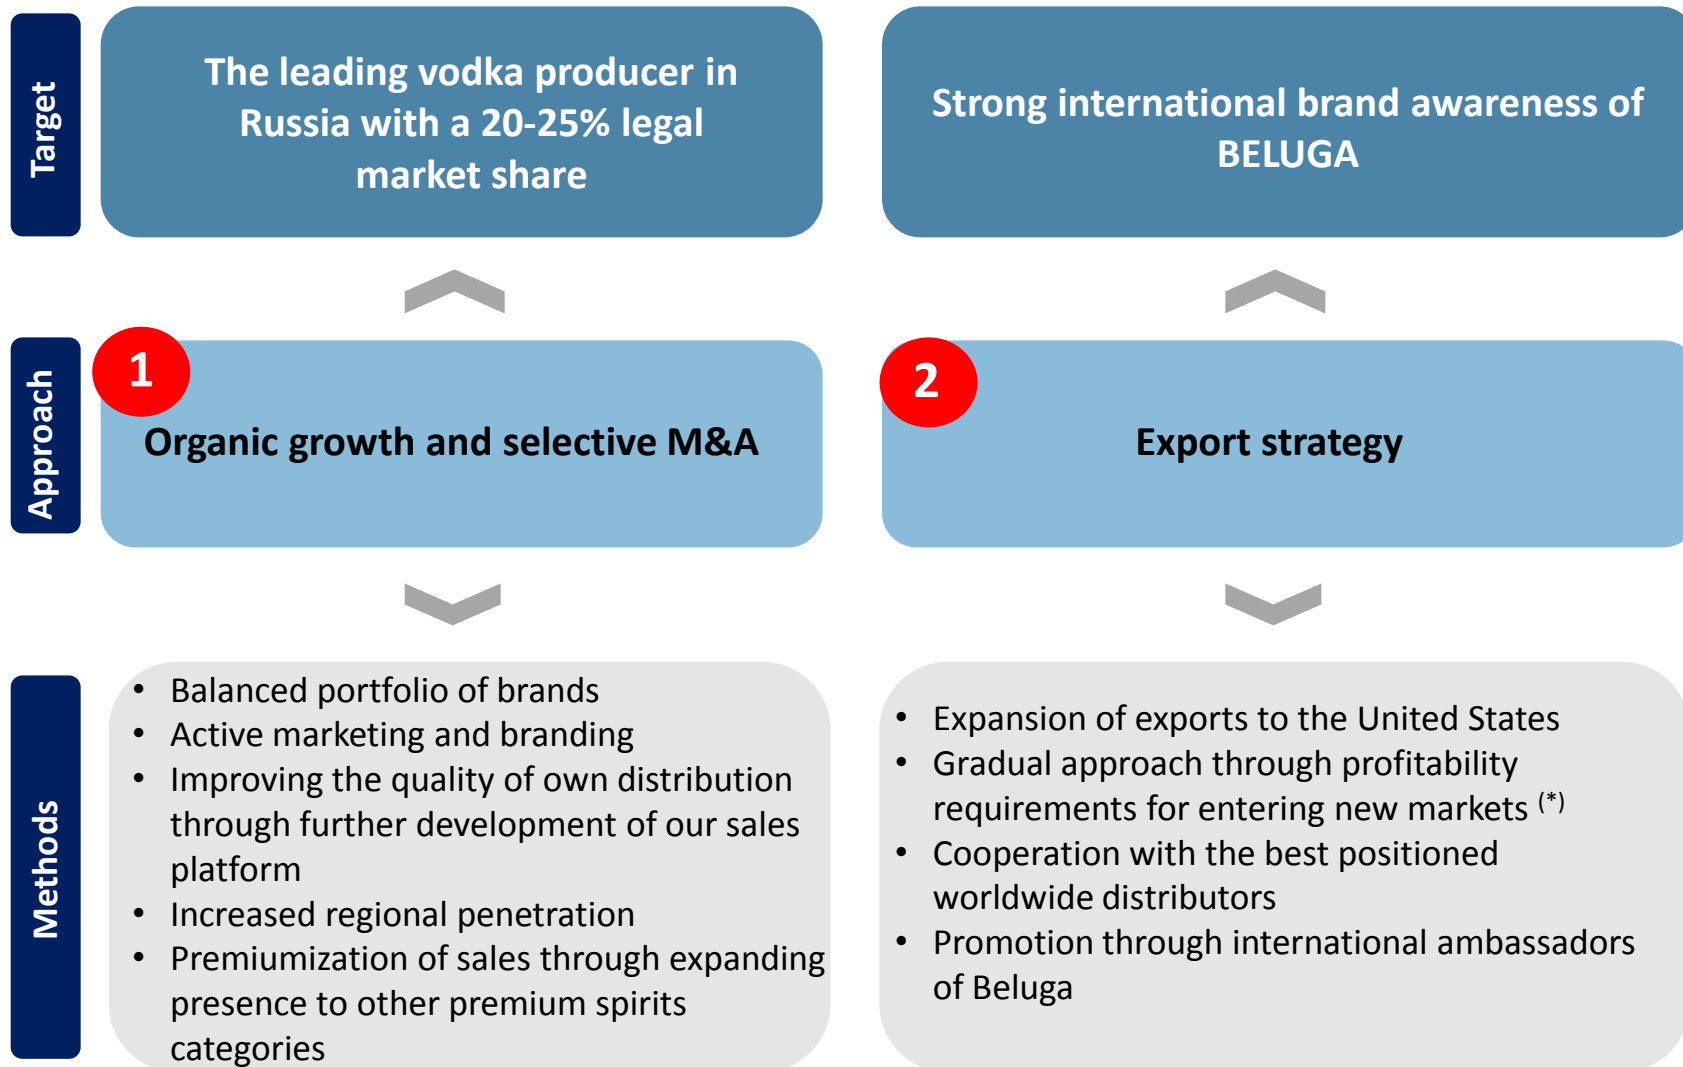 Target
The leading vodka producer in
Russia with a 20-25% legal
market share
Strong international brand awareness of
BELUGA
Approach
1
Organic growth and selective M&A
2
Export strategy
Methods
• Balanced portfolio of brands
• Active marketing and branding
• Improving the quality of own distribution
through further development of our sales
platform
• Increased regional penetration
• Premiumization of sales through expanding
presence to other premium spirits
categories
• Expansion of exports to the United States
• Gradual approach through profitability
requirements for entering new markets (*)
• Cooperation with the best positioned
worldwide distributors
• Promotion through international ambassadors
of Beluga